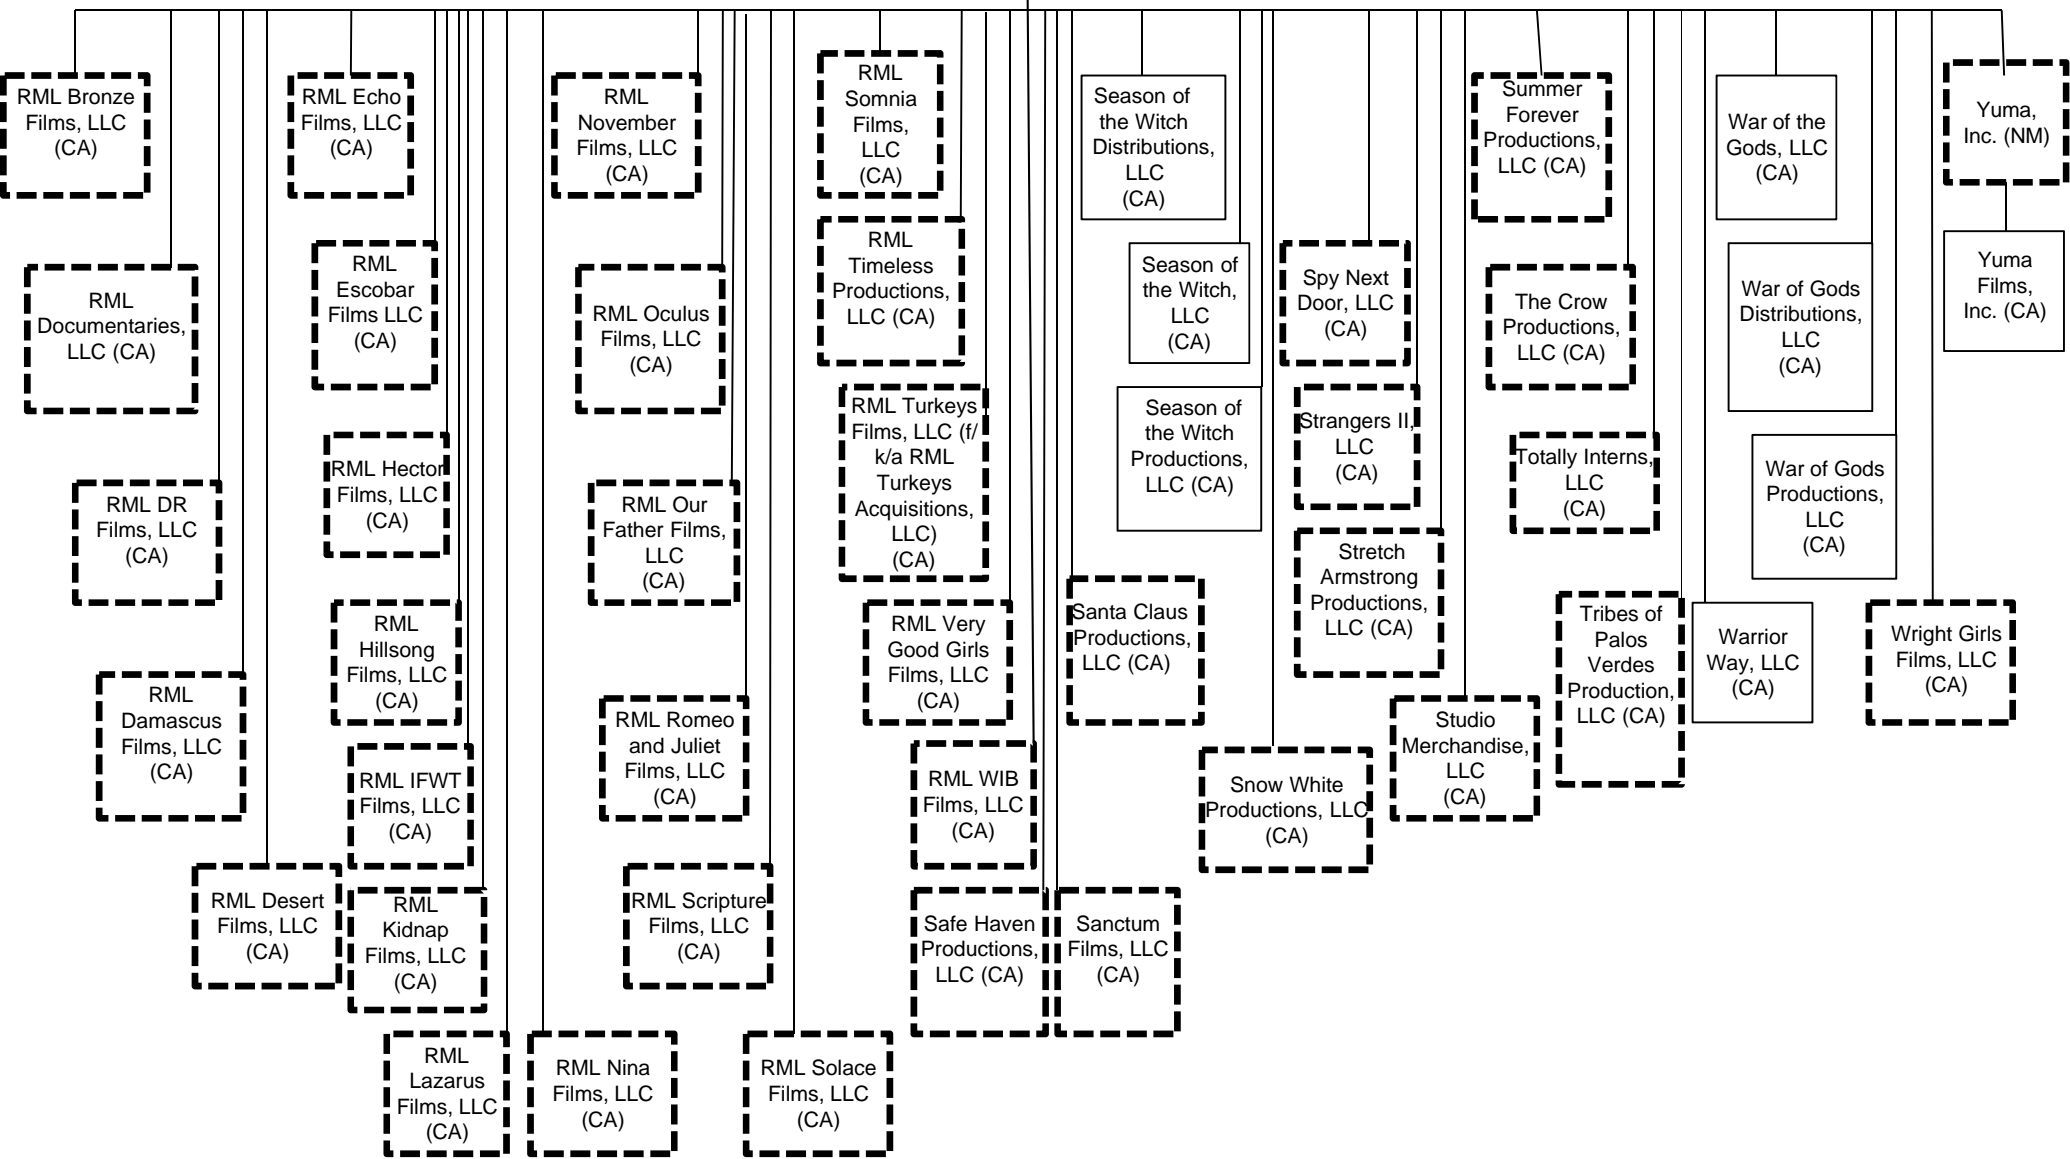 RML Bronze
Films, LLC
(CA)
RML
Documentaries,
LLC (CA)
RML DR
Films, LLC
(CA)
RML
Damascus
Films, LLC
(CA)
RML Desert
Films, LLC
(CA)
RML Echo
Films, LLC
(CA)
RML
Escobar
Films LLC
(CA)
RML Hector
Films, LLC
(CA)
RML
Hillsong
Films, LLC
(CA)
RML IFWT
Films, LLC
(CA)
RML
Kidnap
Films, LLC
(CA)
RML
Lazarus
Films, LLC
(CA)
RML Nina
Films, LLC
(CA)
RML
November
Films, LLC
(CA)
RML Oculus
Films, LLC
(CA)
RML Our
Father Films,
LLC
(CA)
RML Romeo
and Juliet
Films, LLC
(CA)
RML Scripture
Films, LLC
(CA)
RML Solace
Films, LLC
(CA)
RML
Somnia
Films,
LLC
(CA)
RML
Timeless
Productions,
LLC (CA)
RML Turkeys
Films, LLC (f/
k/a RML
Turkeys
Acquisitions,
LLC)
(CA)
RML Very
Good Girls
Films, LLC
(CA)
RML WIB
Films, LLC
(CA)
Safe Haven
Productions,
LLC (CA)
Sanctum
Films, LLC
(CA)
Santa Claus
Productions,
LLC (CA)
Season of
the Witch
Distributions,
LLC
(CA)
Season of
the Witch,
LLC
(CA)
Season of
the Witch
Productions,
LLC (CA)
Snow White
Productions, LLC
(CA)
Spy Next
Door, LLC
(CA)
Strangers II,
LLC
(CA)
Stretch
Armstrong
Productions,
LLC (CA)
Studio
Merchandise,
LLC
(CA)
Summer
Forever
Productions,
LLC (CA)
The Crow
Productions,
LLC (CA)
Totally Interns,
LLC
(CA)
Tribes of
Palos
Verdes
Production,
LLC (CA)
Warrior
Way, LLC
(CA)
War of the
Gods, LLC
(CA)
War of Gods
Distributions,
LLC
(CA)
War of Gods
Productions,
LLC
(CA)
Wright Girls
Films, LLC
(CA)
Yuma,
Inc. (NM)
Yuma
Films,
Inc. (CA)